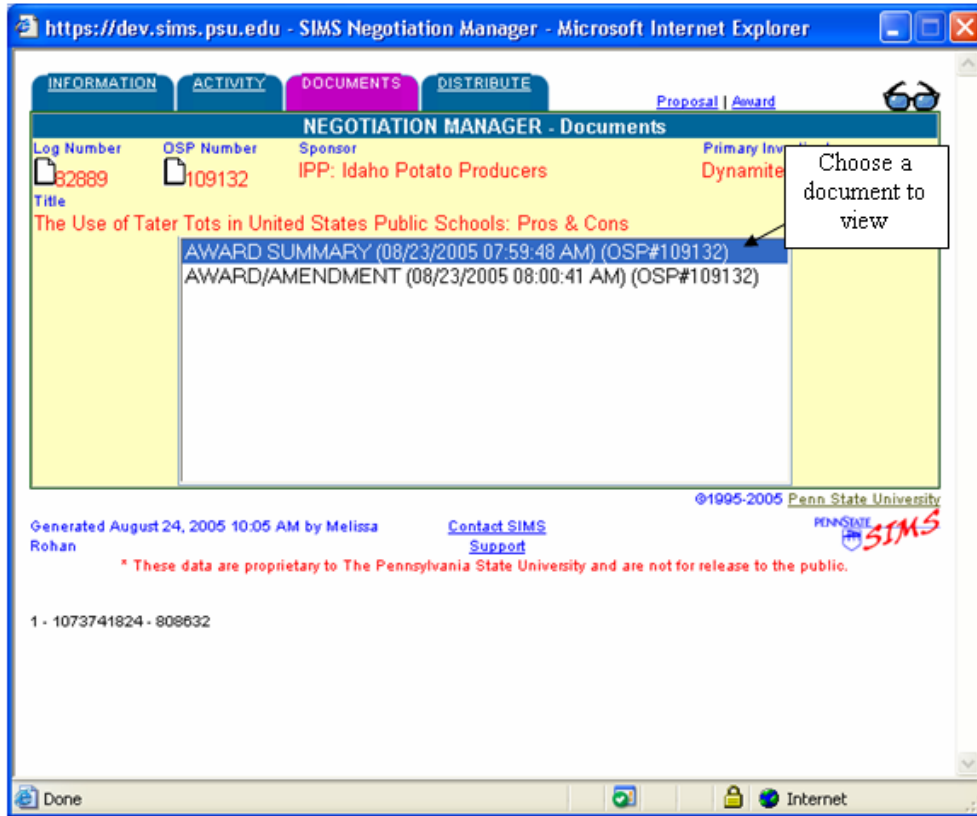 https://dev.sims.psu.edu - SIMS Negotiation Manager - Microsoft Internet Explorer
INFORMATION ACTIVITY DOCUMENTS DISTRIBUTE
Proposal | Award
NEGOTIATION MANAGER - Documents
Log Number OSP Number Sponsor Primary
82889 109132 IPP: Idaho Potato Producers Dynamite
Title
The Use of Tater Tots in United States Public Schools: Pros & Cons
Choose a
document to
view
AWARD SUMMARY (08/23/2005 07:59:48 AM) (OSP#109132)
AWARD/AMENDMENT (08/23/2005 08:00:41 AM) (OSP#109132)
©1995-2005 Penn State University
Generated August 24, 2005 10:05 AM by Melissa
Rohan
Contact SIMS
Support
PENNSTATE SIMS
* These data are proprietary to The Pennsylvania State University and are not for release to the public.
1 - 1073741824 - 808632
Done Internet